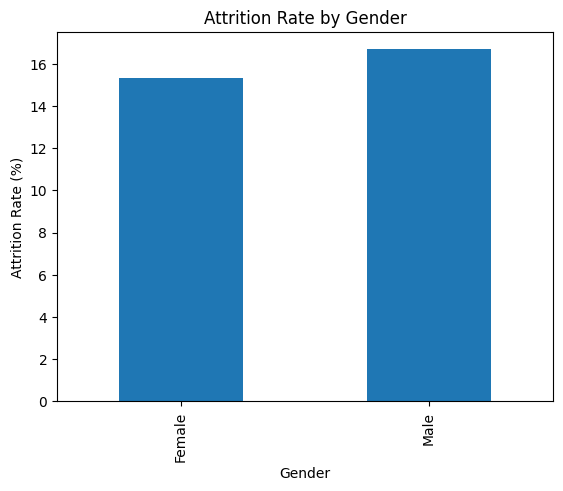 Attrition Rate by Gender
Attrition Rate (%)
16
14
12
10
8
6
4
2
0
Female
Male
Gender